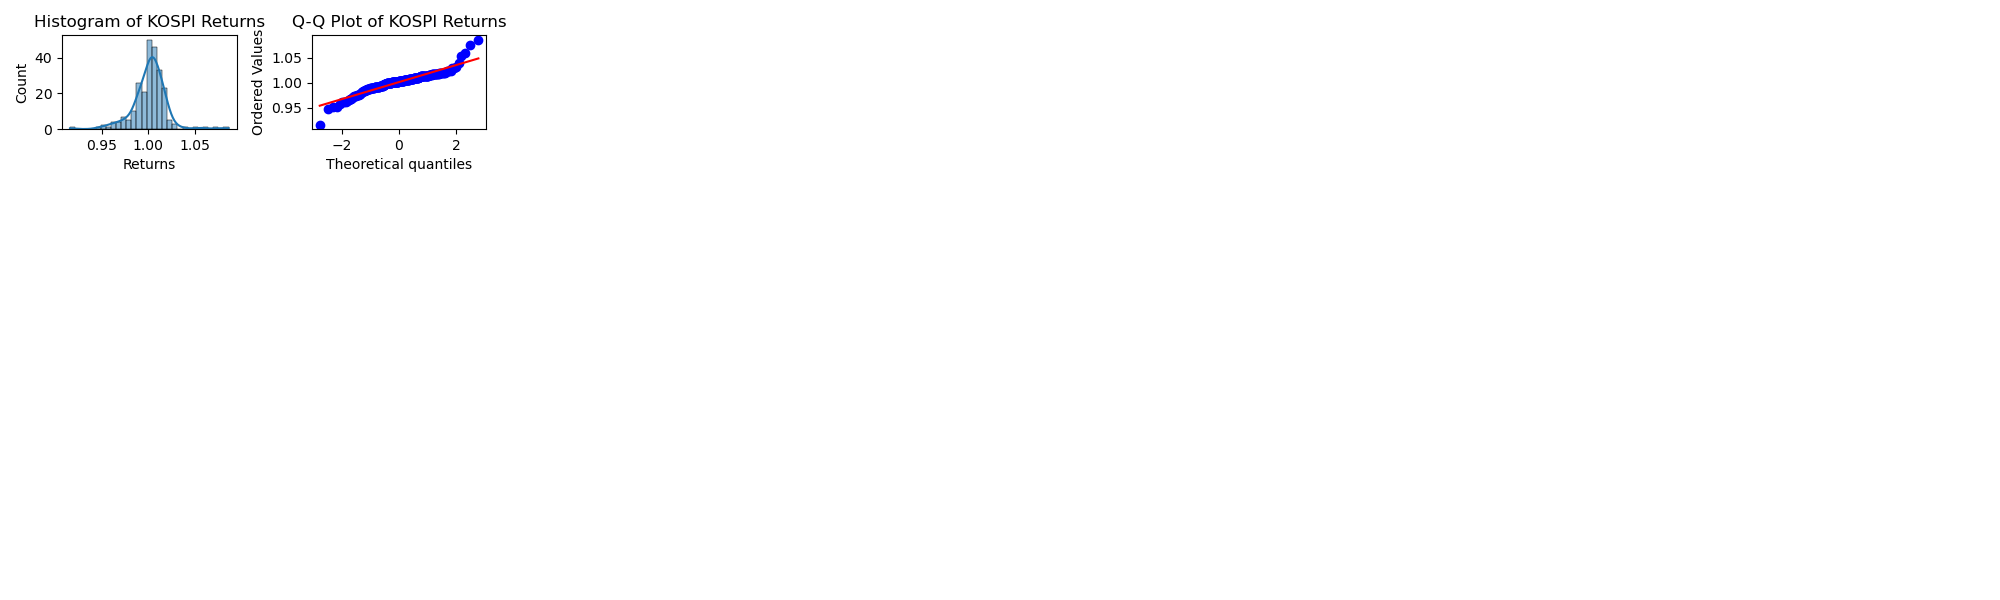 Histogram of KOSPI Returns
Count
40
20
0
0.95 1.00 1.05
Returns
Q-Q Plot of KOSPI Returns
Ordered Values
1.05
1.00
0.95
−2 0 2
Theoretical quantiles